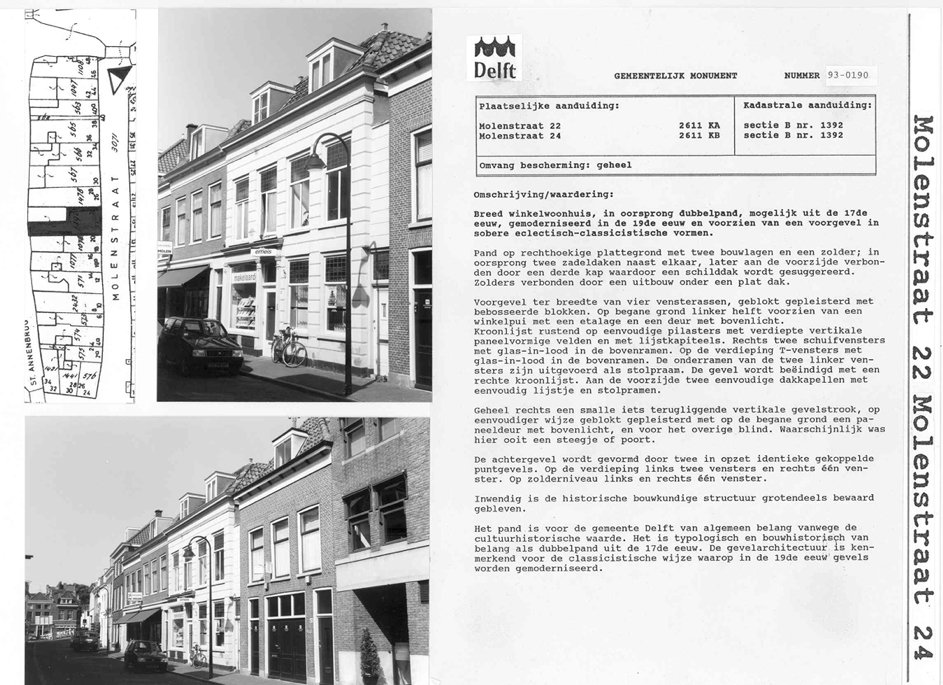 Delft
GEMEENTELIJK MONUMENT NUMMER 93-0190
Plaatselijke aanduiding: Kadastrale aanduiding:
Molenstraat 22 2611 KA sectie B nr. 1392
Molenstraat 24 2611 KB sectie B nr. 1392
Omvang bescherming: geheel
Omschrijving/waardering:
Breed winkelwoonhuis, in oorsprong dubbelpand, mogelijk uit de 17de
eeuw, gemoderniseerd in de 19de eeuw en voorzien van een voorgevel in
sobere eclectisch-classicistische vormen.
Pand op rechthoekige plattegrond met twee bouwlagen en een zolder; in
oorsprong twee zadeldaken naast elkaar, later aan de voorzijde verbon-
den door een derde kap waardoor een schilddak wordt gesuggereerd.
Zolders verbonden door een uitbouw onder een plat dak.
Voorgevel ter breedte van vier vensterassen, geblokt gepleisterd met
bebosseerde blokken. Op begane grond linker helft voorzien van een
winkelpui met een etalage en een deur met bovenlicht.
Kroonlijst rustend op eenvoudige pilasters met verdiepte vertikale
paneelvormige velden en met lijstkapiteels. Rechts twee schuifvensters
met glas-in-lood in de bovenramen. Op de verdieping T-vensters met
glas-in-lood in de bovenramen. De onderramen van de twee linker ven-
sters zijn uitgevoerd als stolpraam. De gevel wordt beëindigd met een
rechte kroonlijst. Aan de voorzijde twee eenvoudige dakkapellen met
eenvoudig lijstje en stolpramen.
Geheel rechts een smalle iets terugliggende vertikale gevelstrook, op
eenvoudiger wijze geblokt gepleisterd met op de begane grond een pa-
neeldeur met bovenlicht, en voor het overige blind. Waarschijnlijk was
hier ooit een steegje of poort.
De achtergevel wordt gevormd door twee in opzet identieke gekoppelde
puntgevels. Op de verdieping links twee vensters en rechts één ven-
ster. Op zolderniveau links en rechts één venster.
Inwendig is de historische bouwkundige structuur grotendeels bewaard
gebleven.
Het pand is voor de gemeente Delft van algemeen belang vanwege de
cultuurhistorische waarde. Het is typologisch en bouwhistorisch van
belang als dubbelpand uit de 17de eeuw. De gevelarchitectuur is ken-
merkend voor de classicistische wijze waarop in de 19de eeuw gevels
worden gemoderniseerd.
Molenstraat 22 Molenstraat 24
MOLENSTRAAT 3071
ST. ANNENBRUG